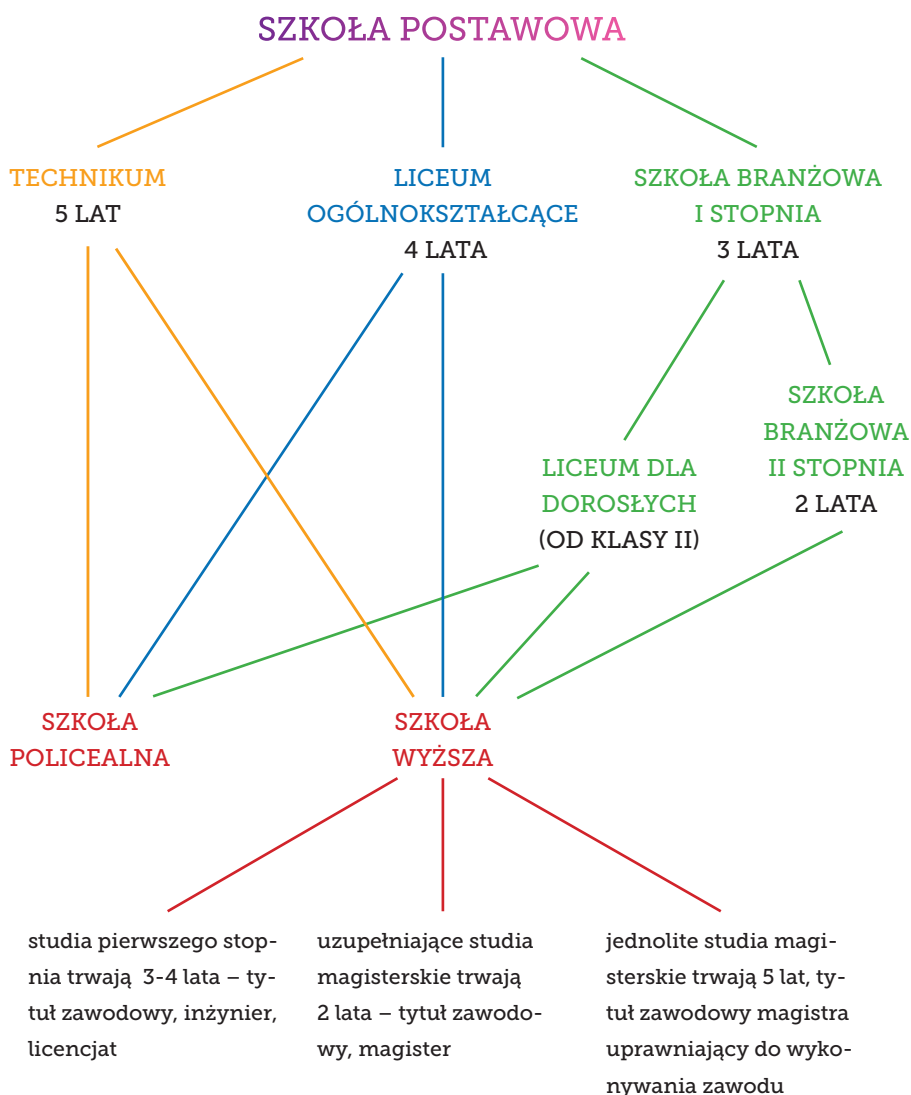 SZKOŁA POSTAWOWA
TECHNIKUM
5 LAT
LICEUM
OGÓLNOKSZTAŁCĄCE
4 LATA
SZKOŁA BRANŻOWA
I STOPNIA
3 LATA
SZKOŁA
BRANŻOWA
II STOPNIA
2 LATA
LICEUM DLA
DOROSŁYCH
(OD KLASY II)
SZKOŁA
POLICEALNA
SZKOŁA
WYŻSZA
studia pierwszego stop-
nia trwają 3-4 lata – ty-
tuł zawodowy, inżynier,
licencjat
uzupełniające studia
magisterskie trwają
2 lata – tytuł zawodo-
wy, magister
jednolite studia magi-
sterskie trwają 5 lat, ty-
tuł zawodowy magistra
uprawniający do wyko-
nywania zawodu